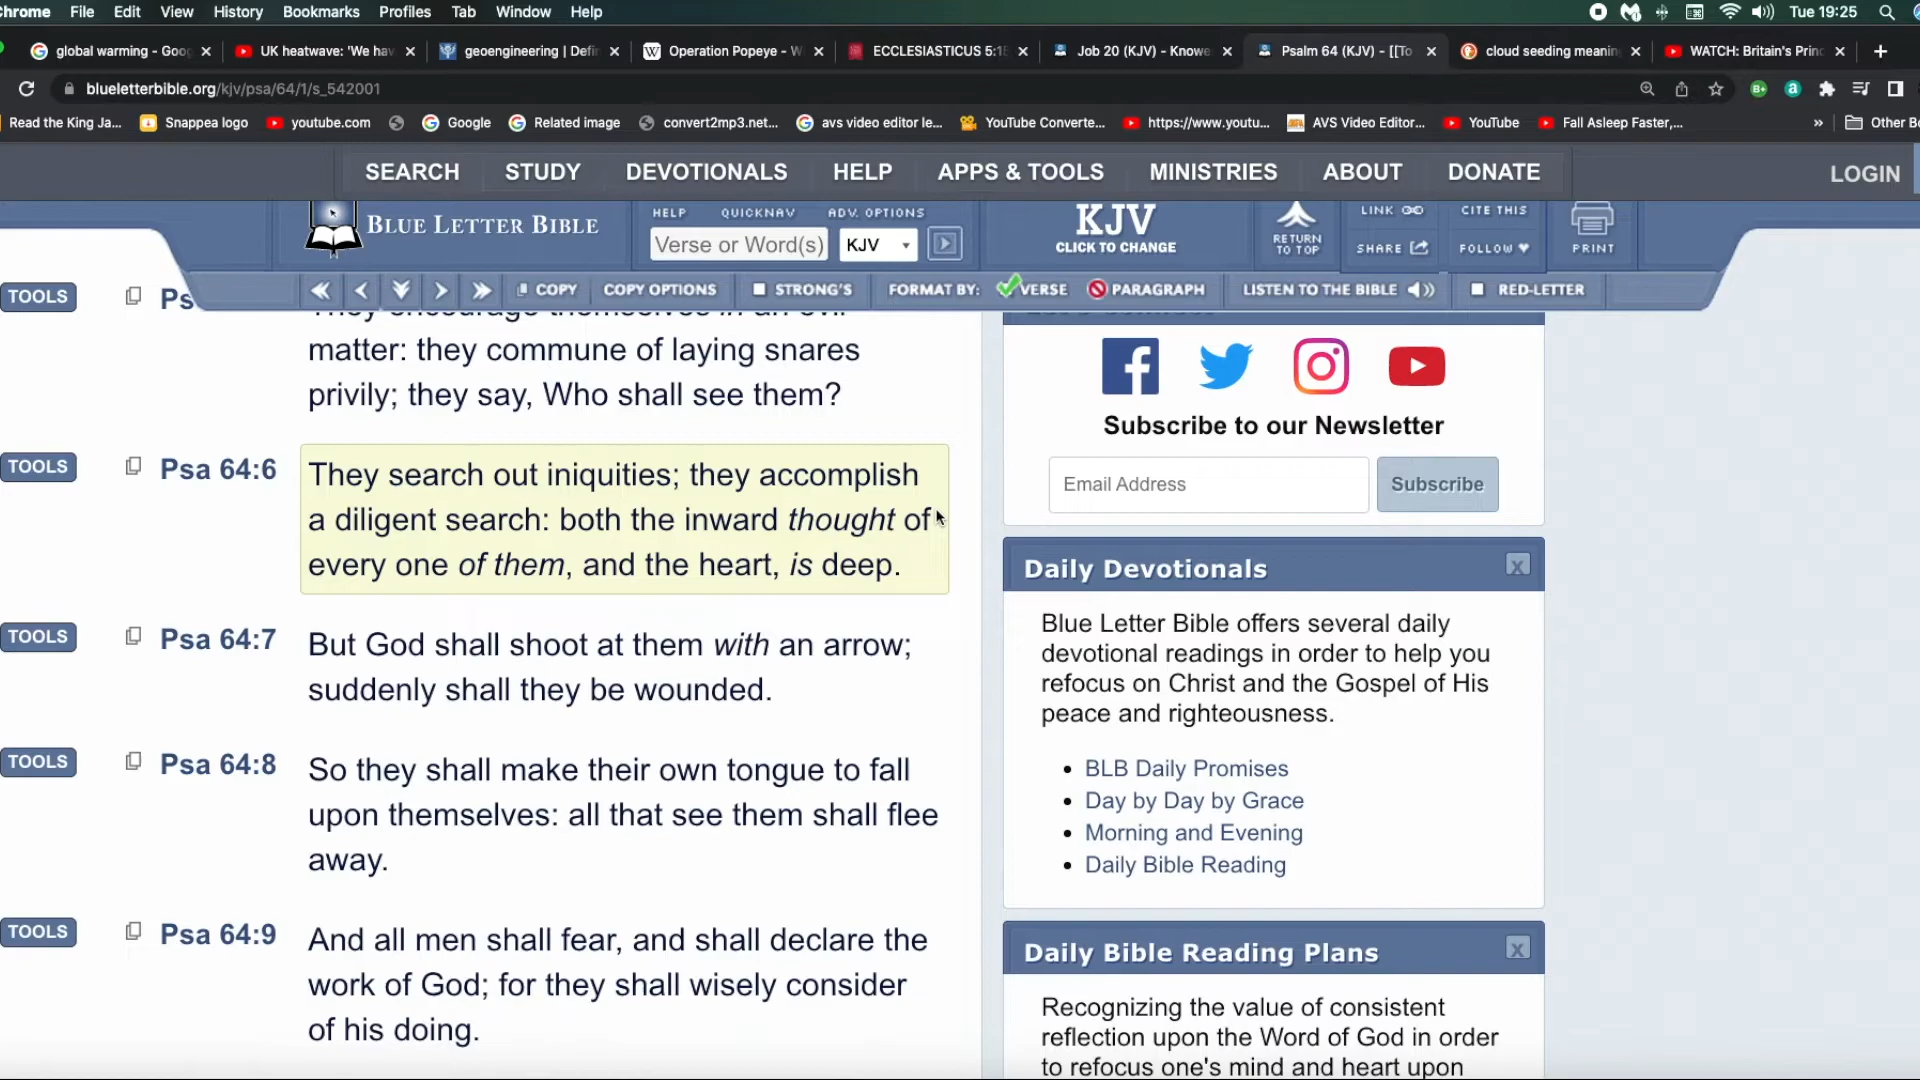 Chrome File Edit View History Bookmarks Profiles Tab Window Help Tue 19:25
global warming - Goo UK heatwave: 'We hav geoengineering | Defi Operation Popeye - W ECCLESIASTICUS 5:1 Job 20 (KJV) - Knowe Psalm 64 (KJV) - [[To cloud seeding meanin WATCH: Britain's Prin
blueletterbible.org/kjv/psa/64/1/s_542001
Read the King Ja... Snappea logo youtube.com Google Related image convert2mp3.net... avs video editor le... YouTube Converte... https://www.youtu... AVS Video Editor... YouTube Fall Asleep Faster,... » Other Bo
SEARCH STUDY DEVOTIONALS HELP APPS & TOOLS MINISTRIES ABOUT DONATE LOGIN
HELP QUICKNAV ADV. OPTIONS
BLUE LETTER BIBLE
Verse or Word(s) KJV
KJV
CLICK TO CHANGE
RETURN
TO TOP
LINK CITE THIS
SHARE FOLLOW PRINT
COPY COPY OPTIONS STRONG'S FORMAT BY: VERSE PARAGRAPH LISTEN TO THE BIBLE RED-LETTER
TOOLS Ps They encourage themselves in an evil
matter: they commune of laying snares
privily; they say, Who shall see them?
TOOLS Psa 64:6 They search out iniquities; they accomplish
a diligent search: both the inward thought of
every one of them, and the heart, is deep.
TOOLS Psa 64:7 But God shall shoot at them with an arrow;
suddenly shall they be wounded.
TOOLS Psa 64:8 So they shall make their own tongue to fall
upon themselves: all that see them shall flee
away.
TOOLS Psa 64:9 And all men shall fear, and shall declare the
work of God; for they shall wisely consider
of his doing.
Subscribe to our Newsletter
Email Address Subscribe
Daily Devotionals X
Blue Letter Bible offers several daily
devotional readings in order to help you
refocus on Christ and the Gospel of His
peace and righteousness.
• BLB Daily Promises
• Day by Day by Grace
• Morning and Evening
• Daily Bible Reading
Daily Bible Reading Plans X
Recognizing the value of consistent
reflection upon the Word of God in order
to refocus one's mind and heart upon